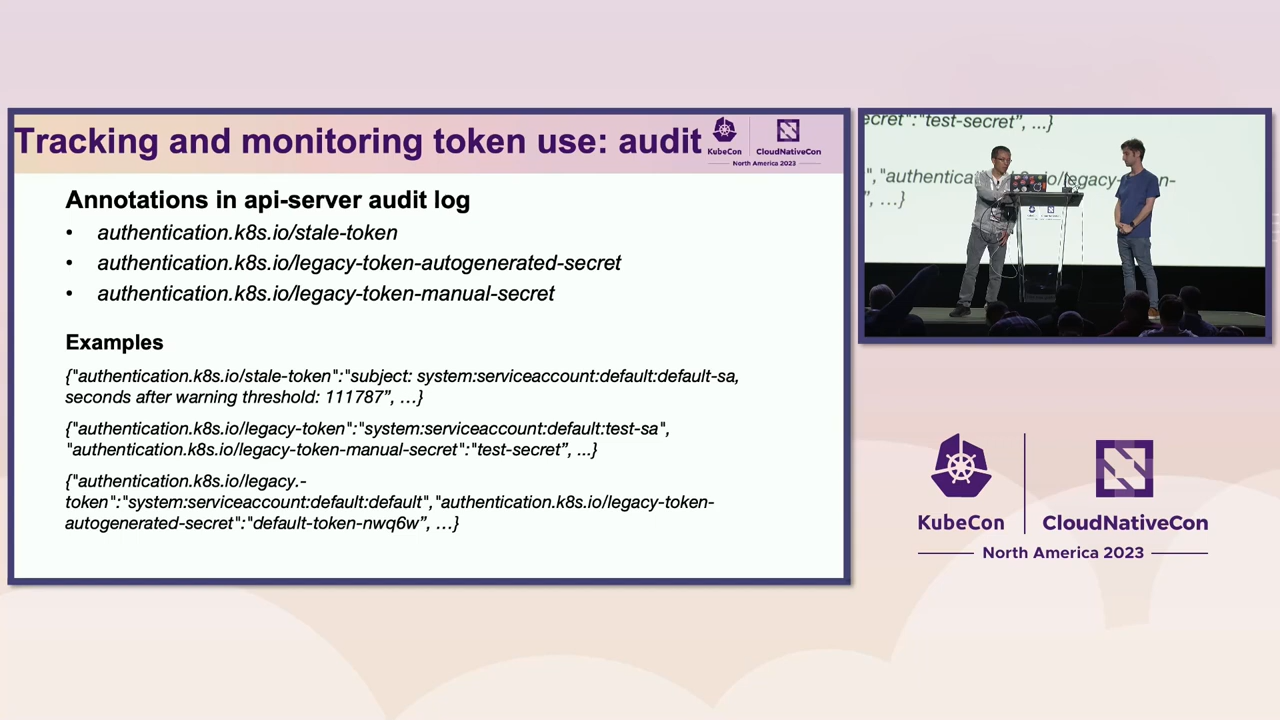 Tracking and monitoring token use: audit
KubeCon
CloudNativeCon
North America 2023
Annotations in api-server audit log
• authentication.k8s.io/stale-token
• authentication.k8s.io/legacy-token-autogenerated-secret
• authentication.k8s.io/legacy-token-manual-secret
Examples
{"authentication.k8s.io/stale-token":"subject: system:serviceaccount:default:default-sa,
seconds after warning threshold: 111787”, …}
{"authentication.k8s.io/legacy-token":"system:serviceaccount:default:test-sa",
"authentication.k8s.io/legacy-token-manual-secret":"test-secret”, ...}
{"authentication.k8s.io/legacy.-
token":"system:serviceaccount:default:default","authentication.k8s.io/legacy-token-
autogenerated-secret":"default-token-nwq6w”, …}
ecret":"test-secret”, ...}
", …}
KubeCon
CloudNativeCon
North America 2023